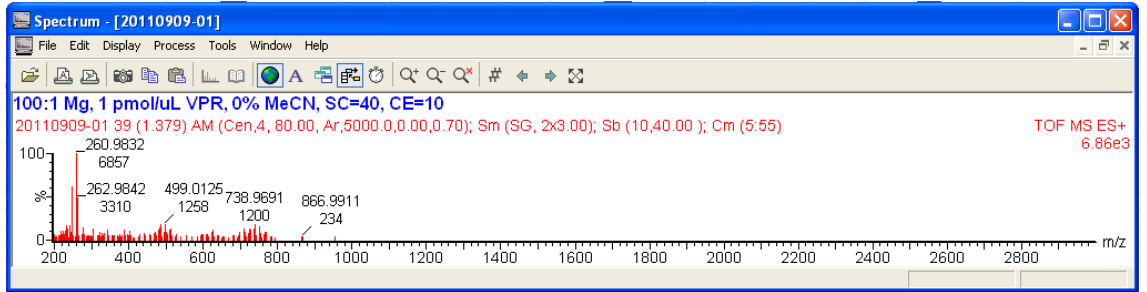 Spectrum - [20110909-01]
File Edit Display Process Tools Window Help
100:1 Mg, 1 pmol/uL VPR, 0% MeCN, SC=40, CE=10
20110909-01 39 (1.379) AM (Cen,4, 80.00, Ar,5000.0,0.00,0.70); Sm (SG, 2x3.00); Sb (10,40.00 ); Cm (5:55)
TOF MS ES+
6.86e3
100
260.9832
6857
%
262.9842
3310
499.0125
1258
738.9691
1200
866.9911
234
0
200 400 600 800 1000 1200 1400 1600 1800 2000 2200 2400 2600 2800 m/z